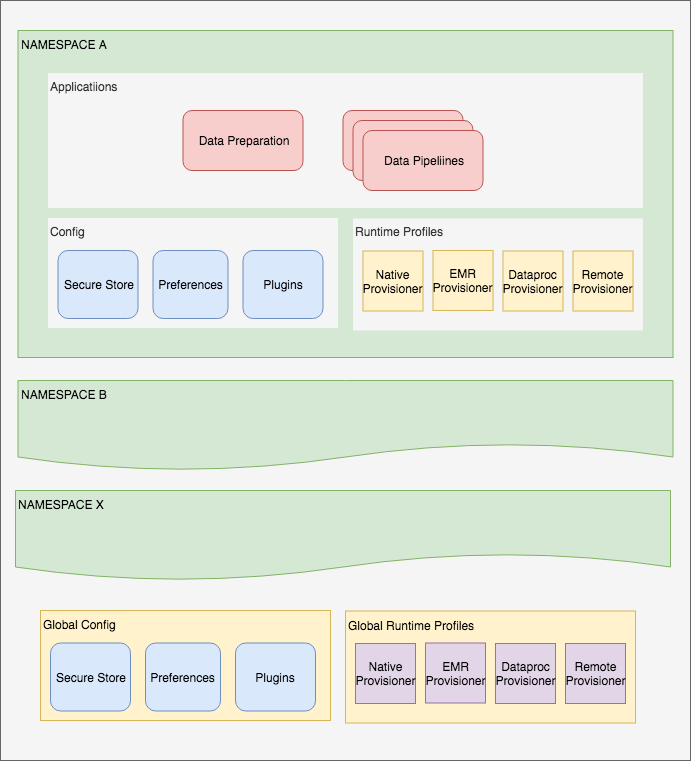 NAMESPACE A
Applicatiions
Data Preparation
Data Pipeliines
Config
Secure Store
Preferences
Plugins
Runtime Profiles
Native
Provisioner
EMR
Provisioner
Dataproc
Provisioner
Remote
Provisioner
NAMESPACE B
NAMESPACE X
Global Config
Secure Store
Preferences
Plugins
Global Runtime Profiles
Native
Provisioner
EMR
Provisioner
Dataproc
Provisioner
Remote
Provisioner